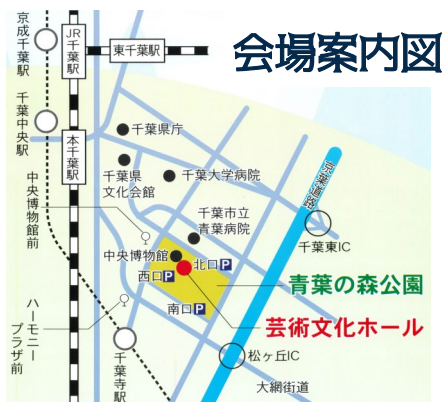 会場案内図
京成千葉駅
JR
千葉駅
東千葉駅
千葉中央駅
本千葉駅
千葉県庁
千葉県
文化会館
千葉大学病院
京葉道路
中央博物館前
千葉市立
青葉病院
千葉東IC
中央博物館
北口P
西口P
青葉の森公園
南口P
芸術文化ホール
ハーモニー
プラザ前
千葉寺駅
松ヶ丘IC
大網街道